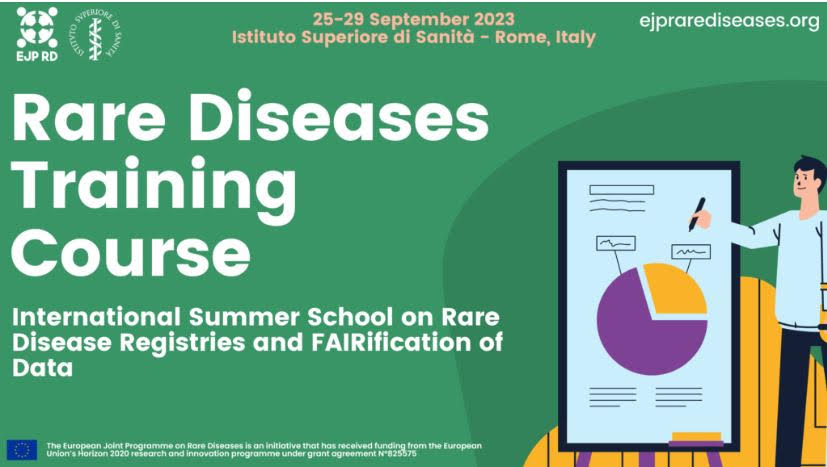 EJP RD
ISTITUTO SUPERIORE DI SANITÀ
25-29 September 2023
Istituto Superiore di Sanità - Rome, Italy
ejprarediseases.org
Rare Diseases
Training
Course
International Summer School on Rare
Disease Registries and FAIRification of
Data
The European Joint Programme on Rare Diseases is an initiative that has received funding from the European
Union's Horizon 2020 research and innovation programme under grant agreement N°825575